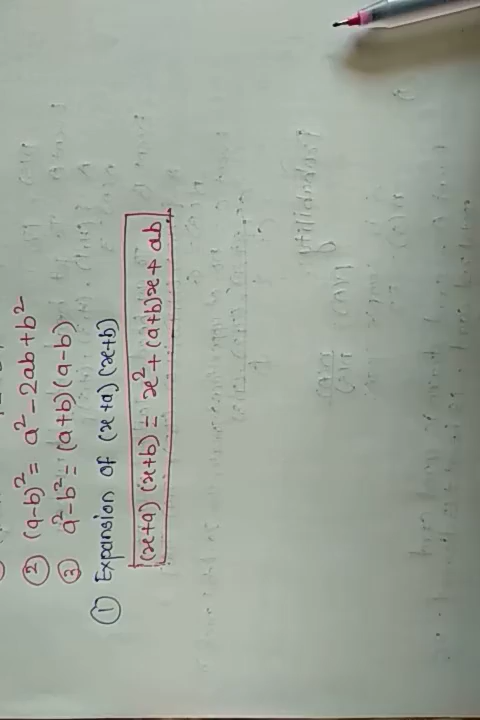 ② (a-b)² = a² - 2ab + b²
③ a² - b² = (a+b) (a-b)
① Expansion of (x+a) (x+b)
(x+a) (x+b) = x² + (a+b)x + ab